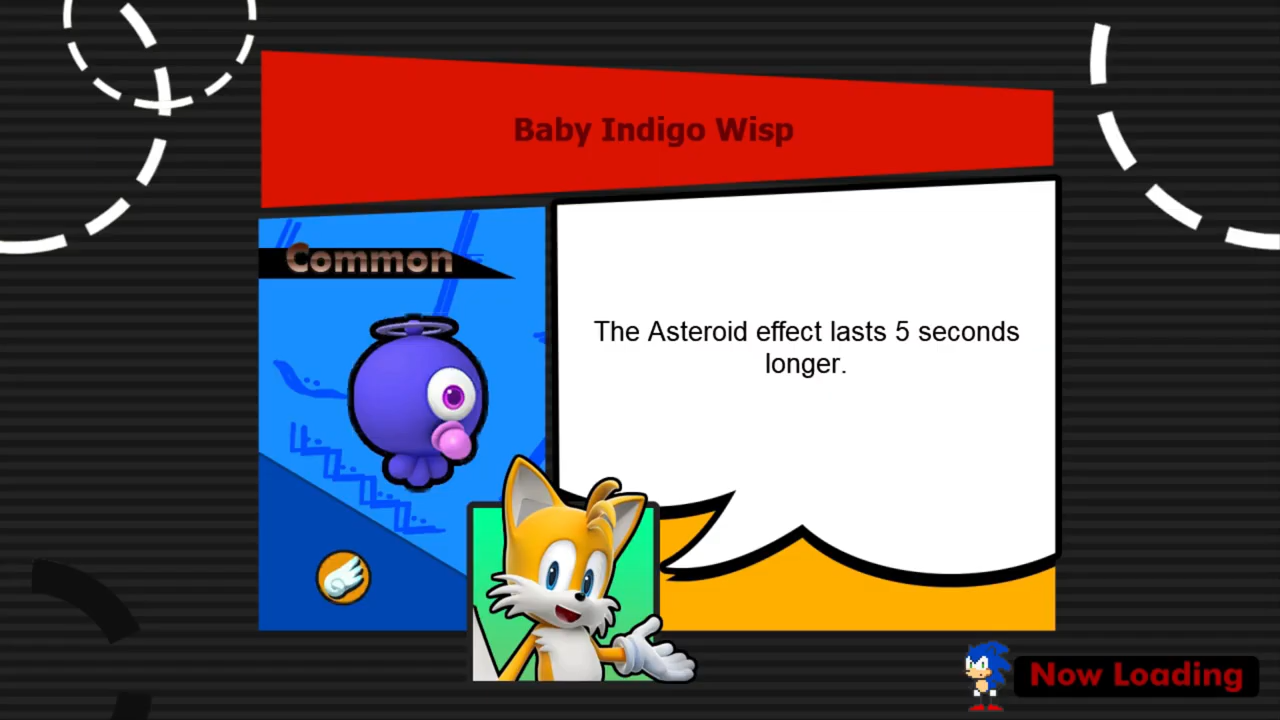 Baby Indigo Wisp
Common
The Asteroid effect lasts 5 seconds
longer.
Now Loading